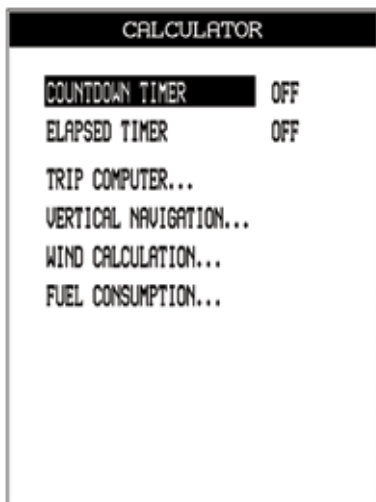 CALCULATOR
COUNTDOWN TIMER OFF
ELAPSED TIMER OFF
TRIP COMPUTER...
VERTICAL NAVIGATION...
WIND CALCULATION...
FUEL CONSUMPTION...